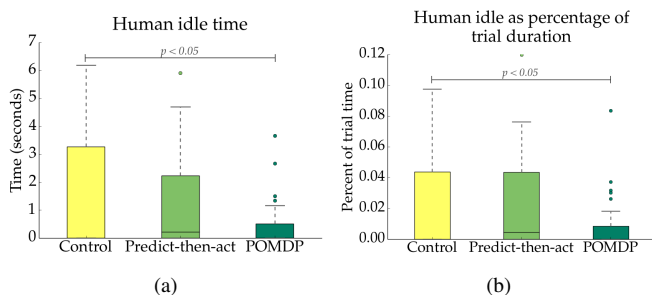 Human idle time
p < 0.05
Time (seconds)
7
6
5
4
3
2
1
0
Control Predict-then-act POMDP
(a)
Human idle as percentage of
trial duration
p < 0.05
Percent of trial time
0.12
0.10
0.08
0.06
0.04
0.02
0.00
Control Predict-then-act POMDP
(b)